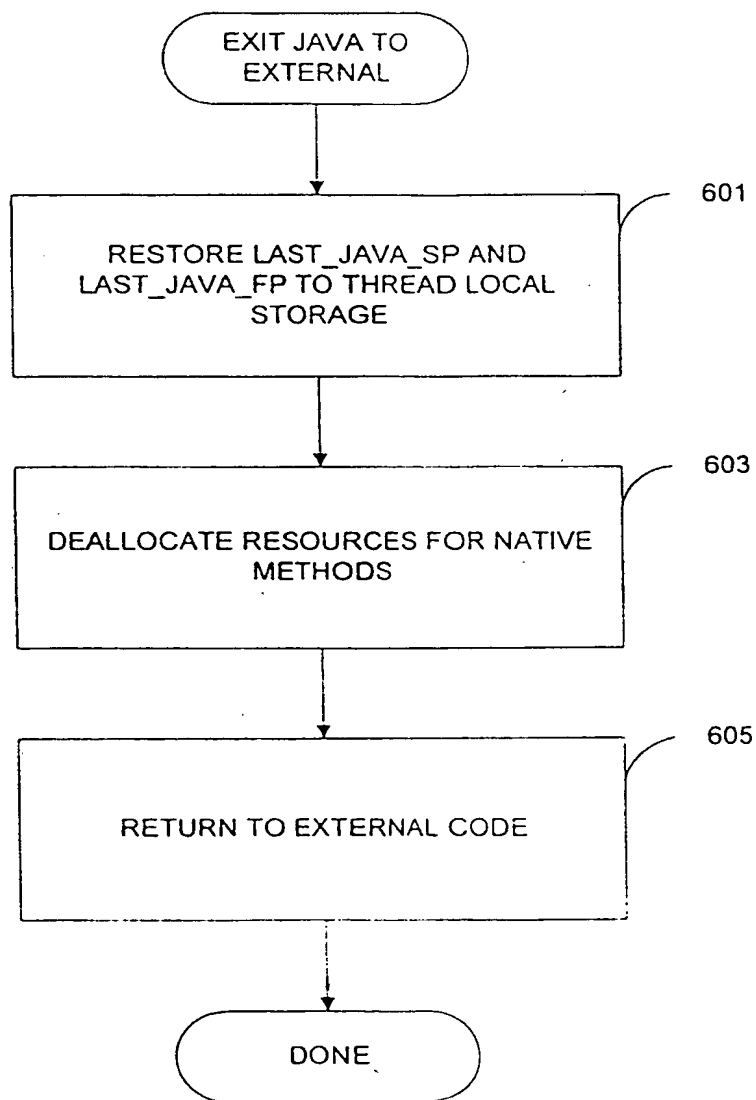 EXIT JAVA TO
EXTERNAL
601
RESTORE LAST_JAVA_SP AND
LAST_JAVA_FP TO THREAD LOCAL
STORAGE
603
DEALLOCATE RESOURCES FOR NATIVE
METHODS
605
RETURN TO EXTERNAL CODE
DONE